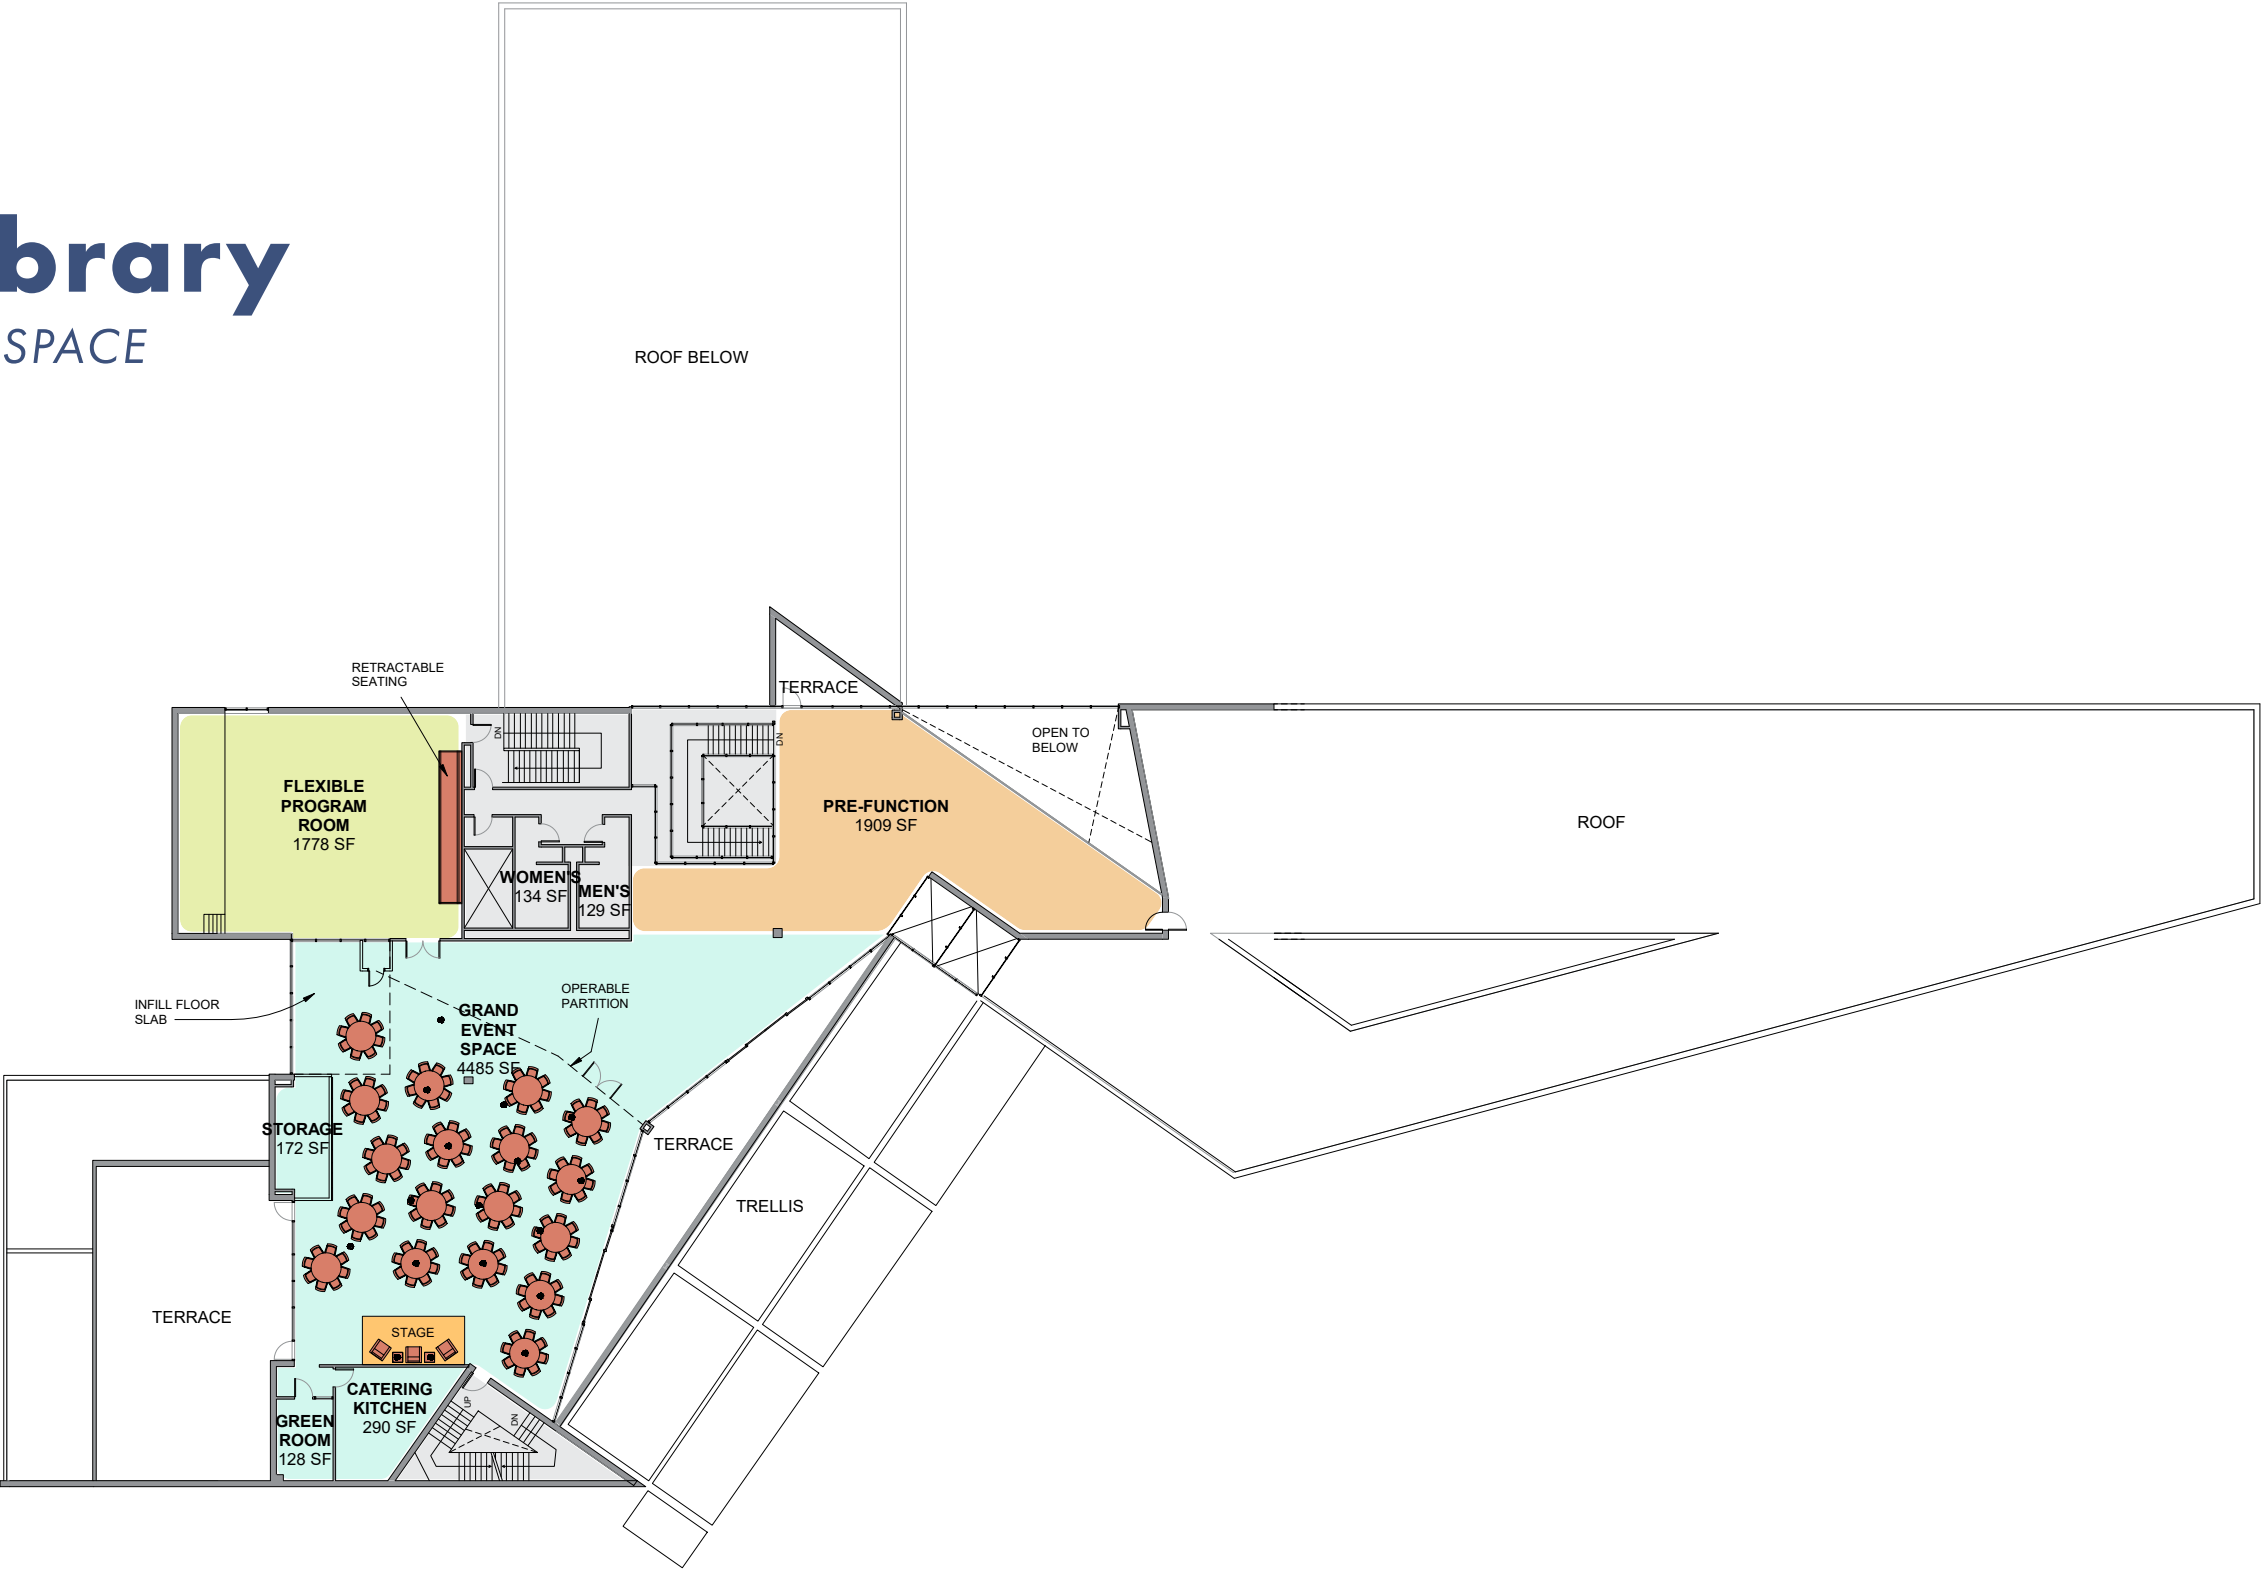 brary
SPACE
ROOF BELOW
RETRACTABLE
SEATING
TERRACE
OPEN TO
BELOW
DN
DN
FLEXIBLE
PROGRAM
ROOM
1778 SF
PRE-FUNCTION
1909 SF
ROOF
WOMEN'S
134 SF
MEN'S
129 SF
INFILL FLOOR
SLAB
OPERABLE
PARTITION
GRAND
EVENT
SPACE
4485 SF
STORAGE
172 SF
TERRACE
TRELLIS
TERRACE
STAGE
CATERING
KITCHEN
290 SF
UP
DN
GREEN
ROOM
128 SF